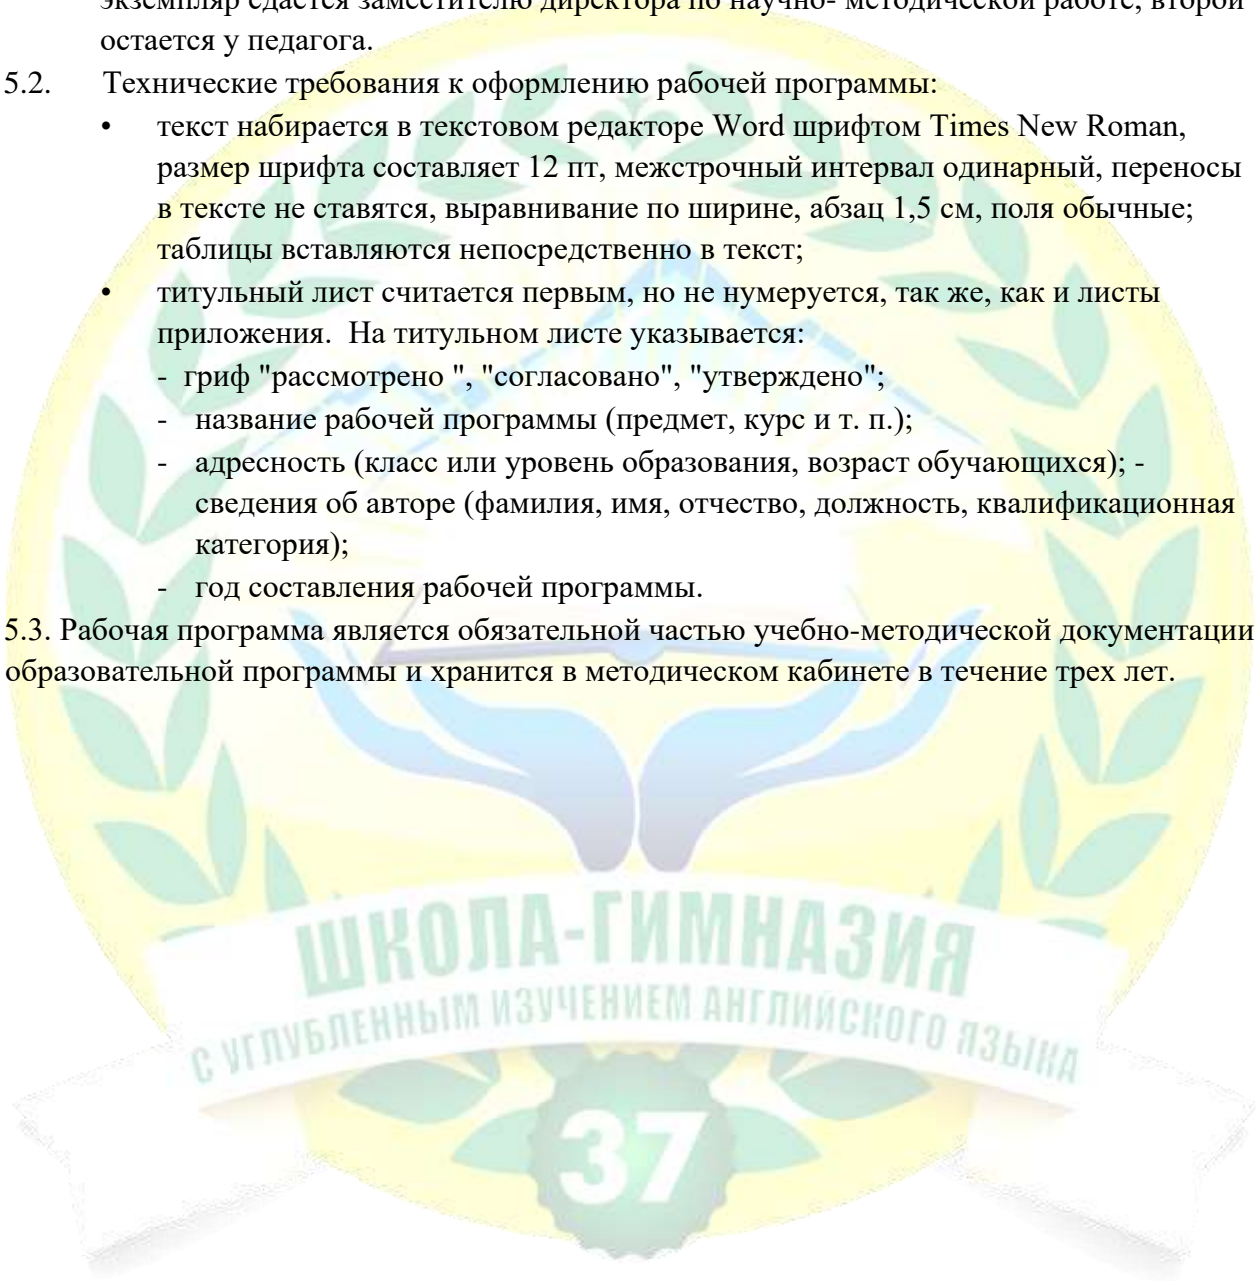 экземпляр сдается заместителю директора по научно- методической работе, второй
остается у педагога.
5.2. Технические требования к оформлению рабочей программы:
• текст набирается в текстовом редакторе Word шрифтом Times New Roman,
размер шрифта составляет 12 пт, межстрочный интервал одинарный, переносы
в тексте не ставятся, выравнивание по ширине, абзац 1,5 см, поля обычные;
таблицы вставляются непосредственно в текст;
• титульный лист считается первым, но не нумеруется, так же, как и листы
приложения. На титульном листе указывается:
- гриф "рассмотрено ", "согласовано", "утверждено";
- название рабочей программы (предмет, курс и т. п.);
- адресность (класс или уровень образования, возраст обучающихся); -
сведения об авторе (фамилия, имя, отчество, должность, квалификационная
категория);
- год составления рабочей программы.
5.3. Рабочая программа является обязательной частью учебно-методической документации
образовательной программы и хранится в методическом кабинете в течение трех лет.
ШКОЛА-ГИМНАЗИЯ
С УГЛУБЛЕННЫМ ИЗУЧЕНИЕМ АНГЛИЙСКОГО ЯЗЫКА
37